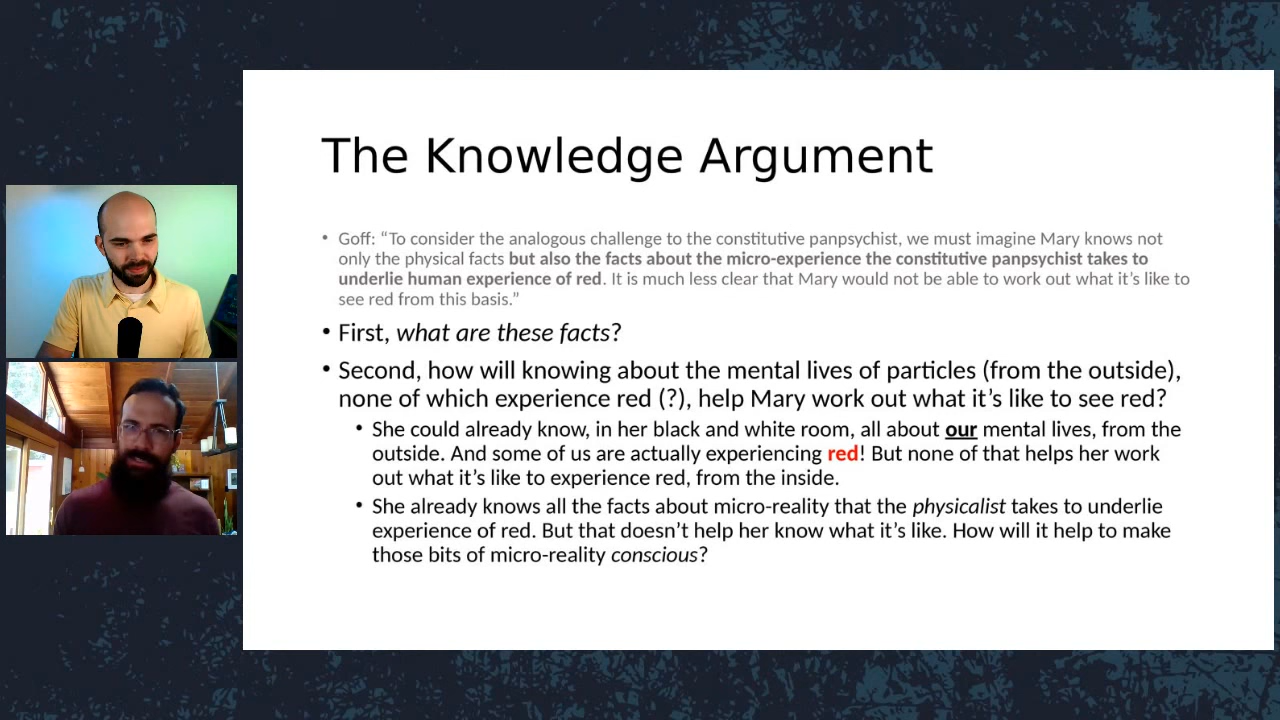 The Knowledge Argument
• Goff: “To consider the analogous challenge to the constitutive panpsychist, we must imagine Mary knows not
only the physical facts but also the facts about the micro-experience the constitutive panpsychist takes to
underlie human experience of red. It is much less clear that Mary would not be able to work out what it’s like to
see red from this basis.”
• First, what are these facts?
• Second, how will knowing about the mental lives of particles (from the outside),
none of which experience red (?), help Mary work out what it’s like to see red?
• She could already know, in her black and white room, all about our mental lives, from the
outside. And some of us are actually experiencing red! But none of that helps her work
out what it’s like to experience red, from the inside.
• She already knows all the facts about micro-reality that the physicalist takes to underlie
experience of red. But that doesn’t help her know what it’s like. How will it help to make
those bits of micro-reality conscious?